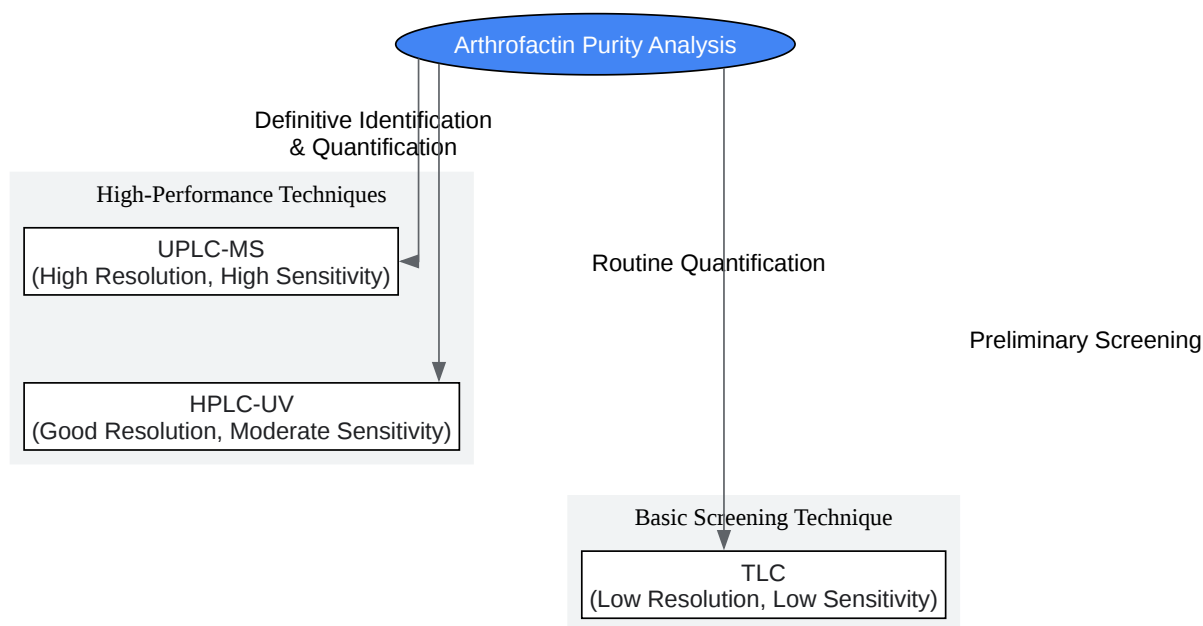 Arthrofactin Purity Analysis
Definitive Identification
& Quantification
High-Performance Techniques
UPLC-MS
(High Resolution, High Sensitivity)
Routine Quantification
Preliminary Screening
HPLC-UV
(Good Resolution, Moderate Sensitivity)
Basic Screening Technique
TLC
(Low Resolution, Low Sensitivity)